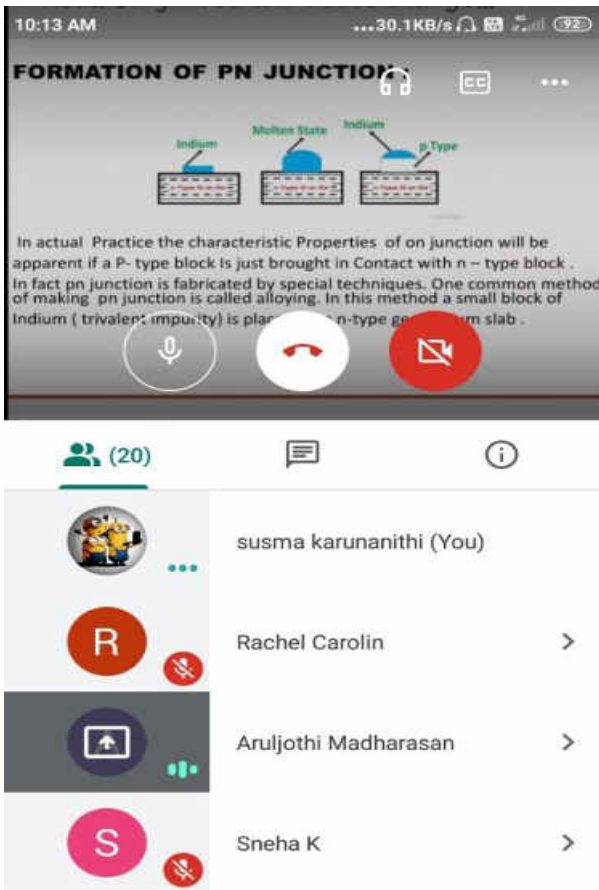 10:13 AM
...30.1KB/s
4G
92
FORMATION OF PN JUNCTION :
CC
Indium
Molten State
Indium
p Type
In actual Practice the characteristic Properties of on junction will be
apparent if a P- type block Is just brought in Contact with n – type block .
In fact pn junction is fabricated by special techniques. One common method
of making pn junction is called alloying. In this method a small block of
Indium ( trivalent impurity) is n-type slab .
(20)
susma karunanithi (You)
R
Rachel Carolin
Aruljothi Madharasan
S
Sneha K